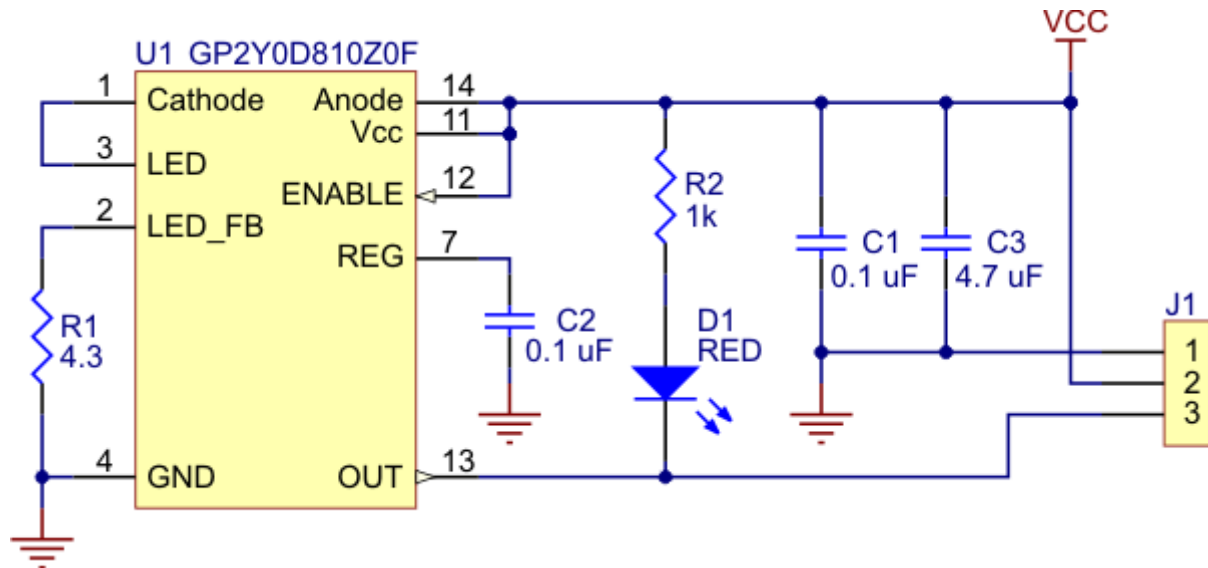 VCC
U1 GP2Y0D810Z0F
1
Cathode
Anode
14
Vcc
11
3
LED
ENABLE
12
2
LED_FB
REG
7
R2
1k
C1
0.1 uF
C3
4.7 uF
R1
4.3
C2
0.1 uF
D1
RED
J1
1
2
3
4
GND
OUT
13